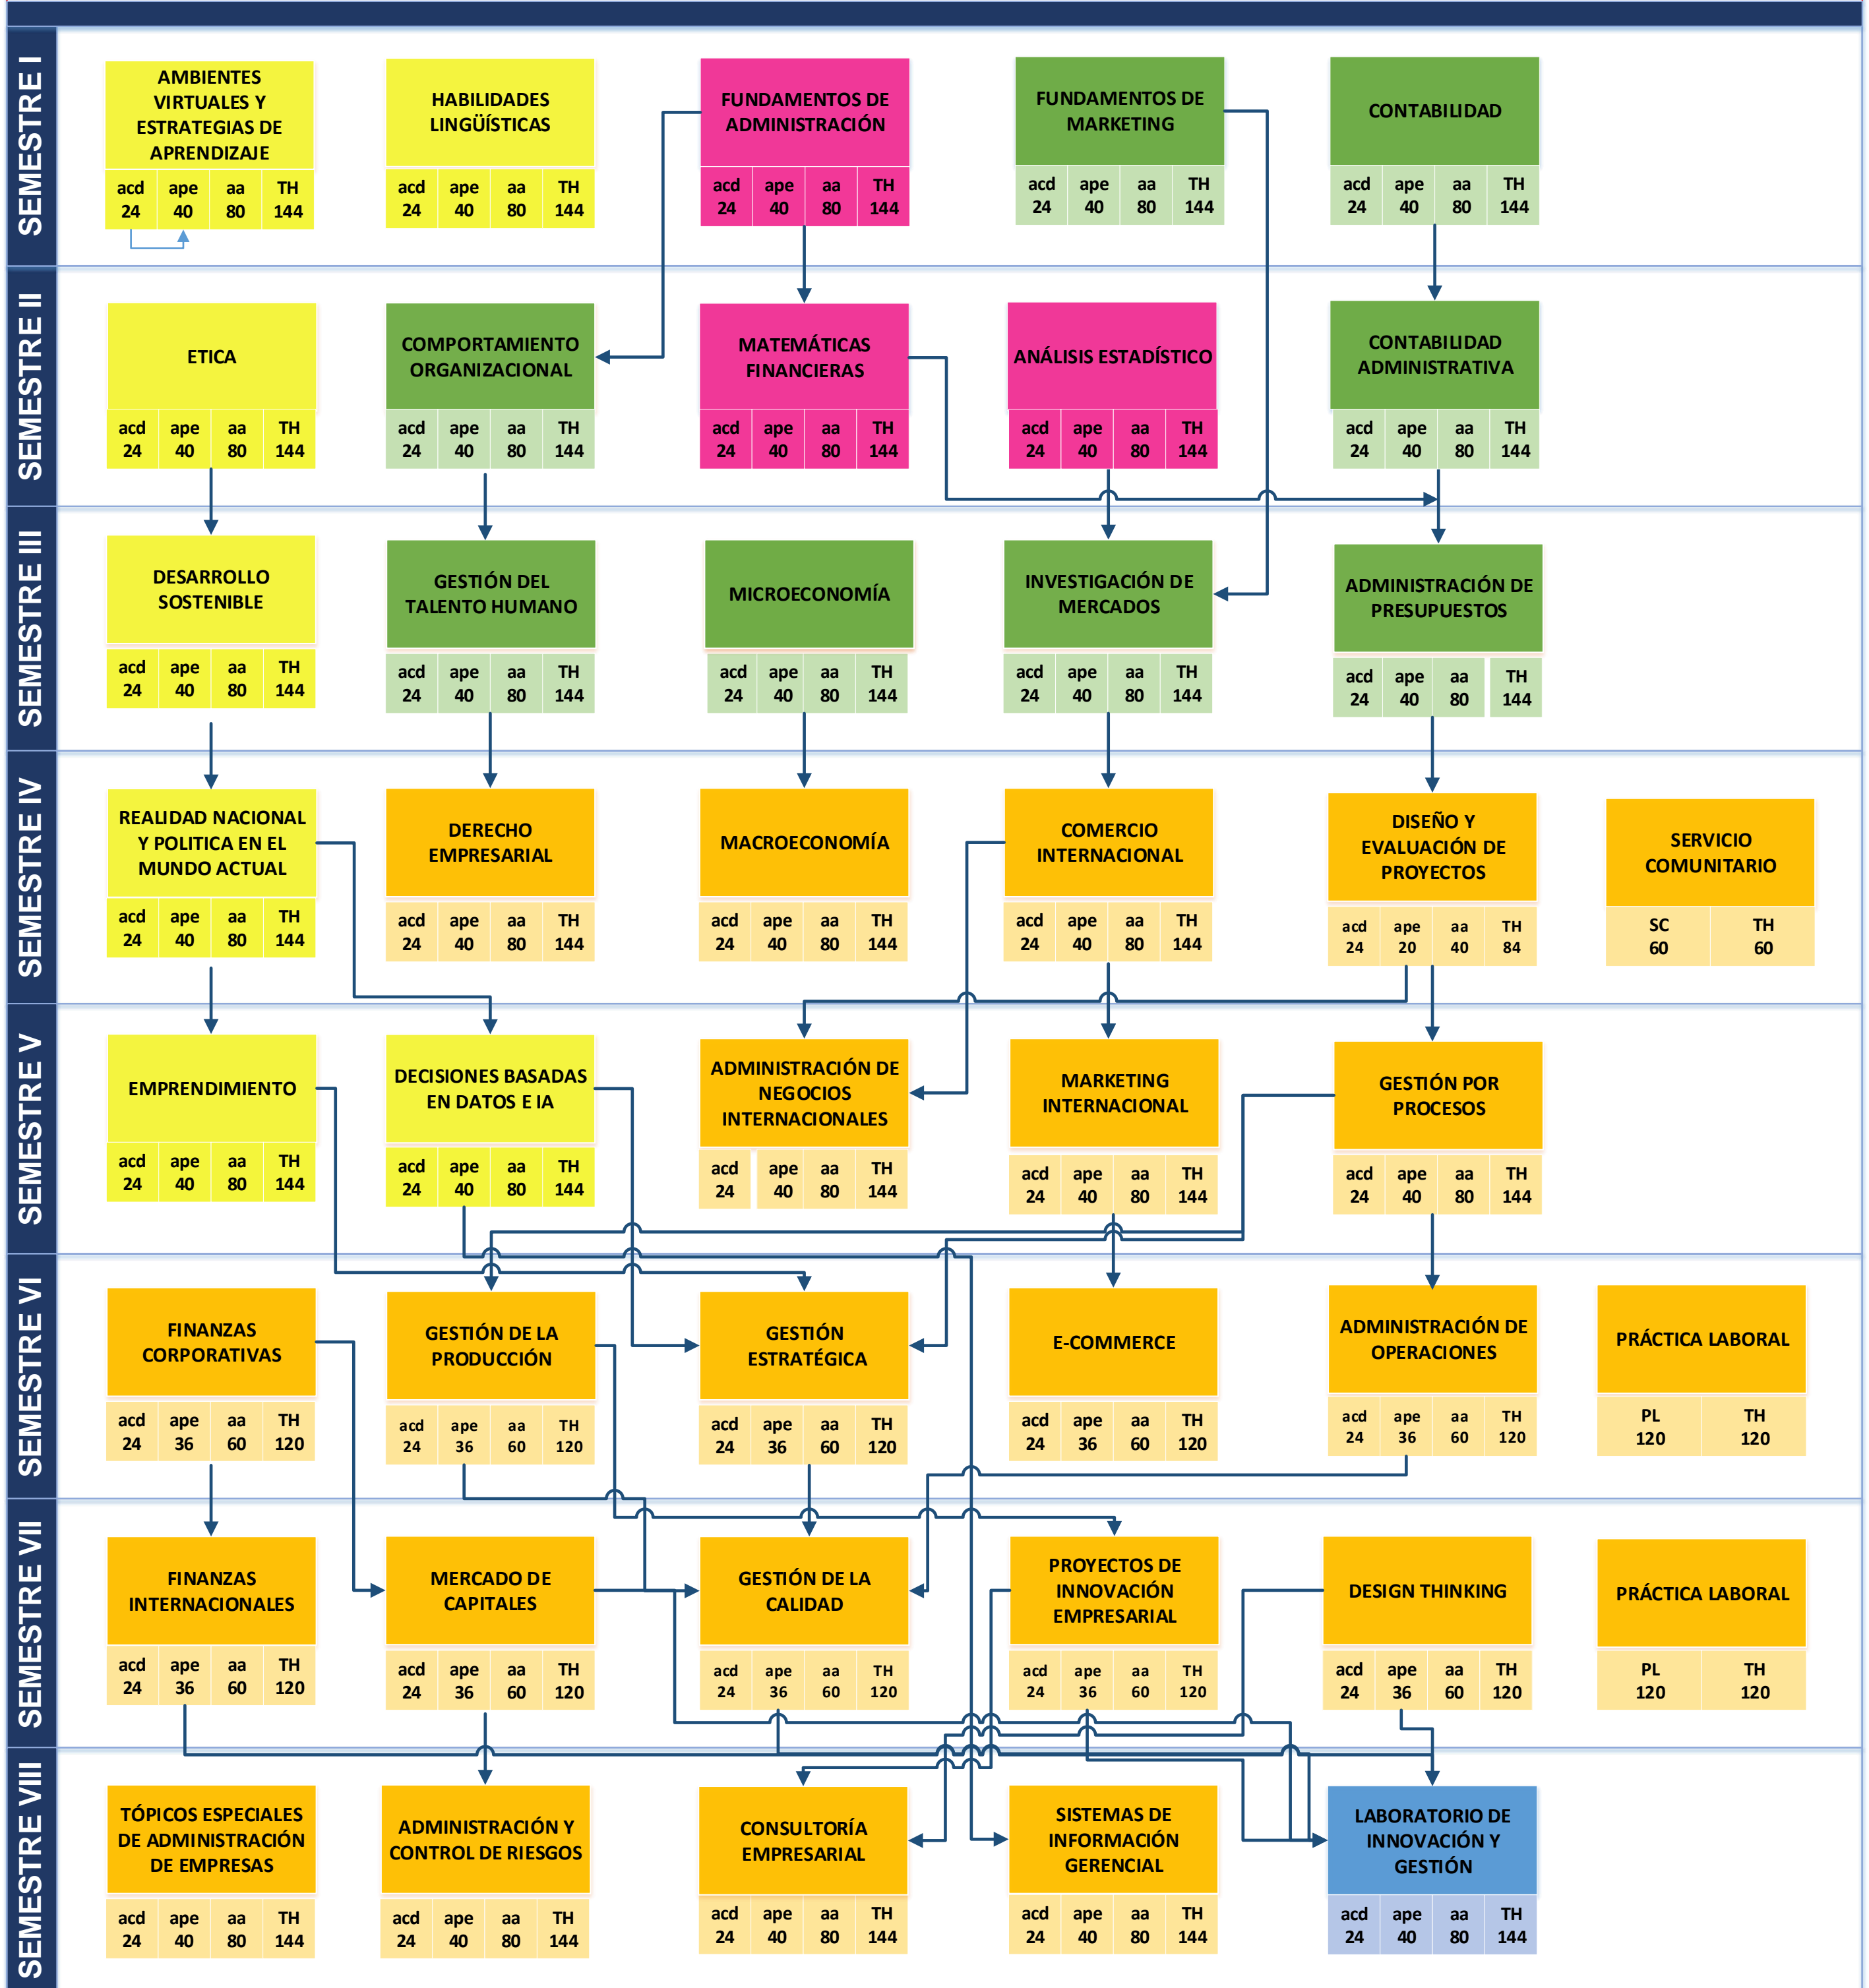 SEMESTRE I
AMBIENTES
VIRTUALES Y
ESTRATEGIAS DE
APRENDIZAJE
acd ape aa TH
24 40 80 144
HABILIDADES
LINGÜÍSTICAS
acd ape aa TH
24 40 80 144
FUNDAMENTOS DE
ADMINISTRACIÓN
acd ape aa TH
24 40 80 144
FUNDAMENTOS DE
MARKETING
acd ape aa TH
24 40 80 144
CONTABILIDAD
acd ape aa TH
24 40 80 144
SEMESTRE II
ETICA
acd ape aa TH
24 40 80 144
COMPORTAMIENTO
ORGANIZACIONAL
acd ape aa TH
24 40 80 144
MATEMÁTICAS
FINANCIERAS
acd ape aa TH
24 40 80 144
ANÁLISIS ESTADÍSTICO
acd ape aa TH
24 40 80 144
CONTABILIDAD
ADMINISTRATIVA
acd ape aa TH
24 40 80 144
SEMESTRE III
DESARROLLO
SOSTENIBLE
acd ape aa TH
24 40 80 144
GESTIÓN DEL
TALENTO HUMANO
acd ape aa TH
24 40 80 144
MICROECONOMÍA
acd ape aa TH
24 40 80 144
INVESTIGACIÓN DE
MERCADOS
acd ape aa TH
24 40 80 144
ADMINISTRACIÓN DE
PRESUPUESTOS
acd ape aa TH
24 40 80 144
SEMESTRE IV
REALIDAD NACIONAL
Y POLITICA EN EL
MUNDO ACTUAL
acd ape aa TH
24 40 80 144
DERECHO
EMPRESARIAL
acd ape aa TH
24 40 80 144
MACROECONOMÍA
acd ape aa TH
24 40 80 144
COMERCIO
INTERNACIONAL
acd ape aa TH
24 40 80 144
DISEÑO Y
EVALUACIÓN DE
PROYECTOS
acd ape aa TH
24 20 40 84
SERVICIO
COMUNITARIO
SC TH
60 60
SEMESTRE V
EMPRENDIMIENTO
acd ape aa TH
24 40 80 144
DECISIONES BASADAS
EN DATOS E IA
acd ape aa TH
24 40 80 144
ADMINISTRACIÓN DE
NEGOCIOS
INTERNACIONALES
acd ape aa TH
24 40 80 144
MARKETING
INTERNACIONAL
acd ape aa TH
24 40 80 144
GESTIÓN POR
PROCESOS
acd ape aa TH
24 40 80 144
SEMESTRE VI
FINANZAS
CORPORATIVAS
acd ape aa TH
24 36 60 120
GESTIÓN DE LA
PRODUCCIÓN
acd ape aa TH
24 36 60 120
GESTIÓN
ESTRATÉGICA
acd ape aa TH
24 36 60 120
E-COMMERCE
acd ape aa TH
24 36 60 120
ADMINISTRACIÓN DE
OPERACIONES
acd ape aa TH
24 36 60 120
PRÁCTICA LABORAL
PL TH
120 120
SEMESTRE VII
FINANZAS
INTERNACIONALES
acd ape aa TH
24 36 60 120
MERCADO DE
CAPITALES
acd ape aa TH
24 36 60 120
GESTIÓN DE LA
CALIDAD
acd ape aa TH
24 36 60 120
PROYECTOS DE
INNOVACIÓN
EMPRESARIAL
acd ape aa TH
24 36 60 120
DESIGN THINKING
acd ape aa TH
24 36 60 120
PRÁCTICA LABORAL
PL TH
120 120
SEMESTRE VIII
TÓPICOS ESPECIALES
DE ADMINISTRACIÓN
DE EMPRESAS
acd ape aa TH
24 40 80 144
ADMINISTRACIÓN Y
CONTROL DE RIESGOS
acd ape aa TH
24 40 80 144
CONSULTORÍA
EMPRESARIAL
acd ape aa TH
24 40 80 144
SISTEMAS DE
INFORMACIÓN
GERENCIAL
acd ape aa TH
24 40 80 144
LABORATORIO DE
INNOVACIÓN Y
GESTIÓN
acd ape aa TH
24 40 80 144